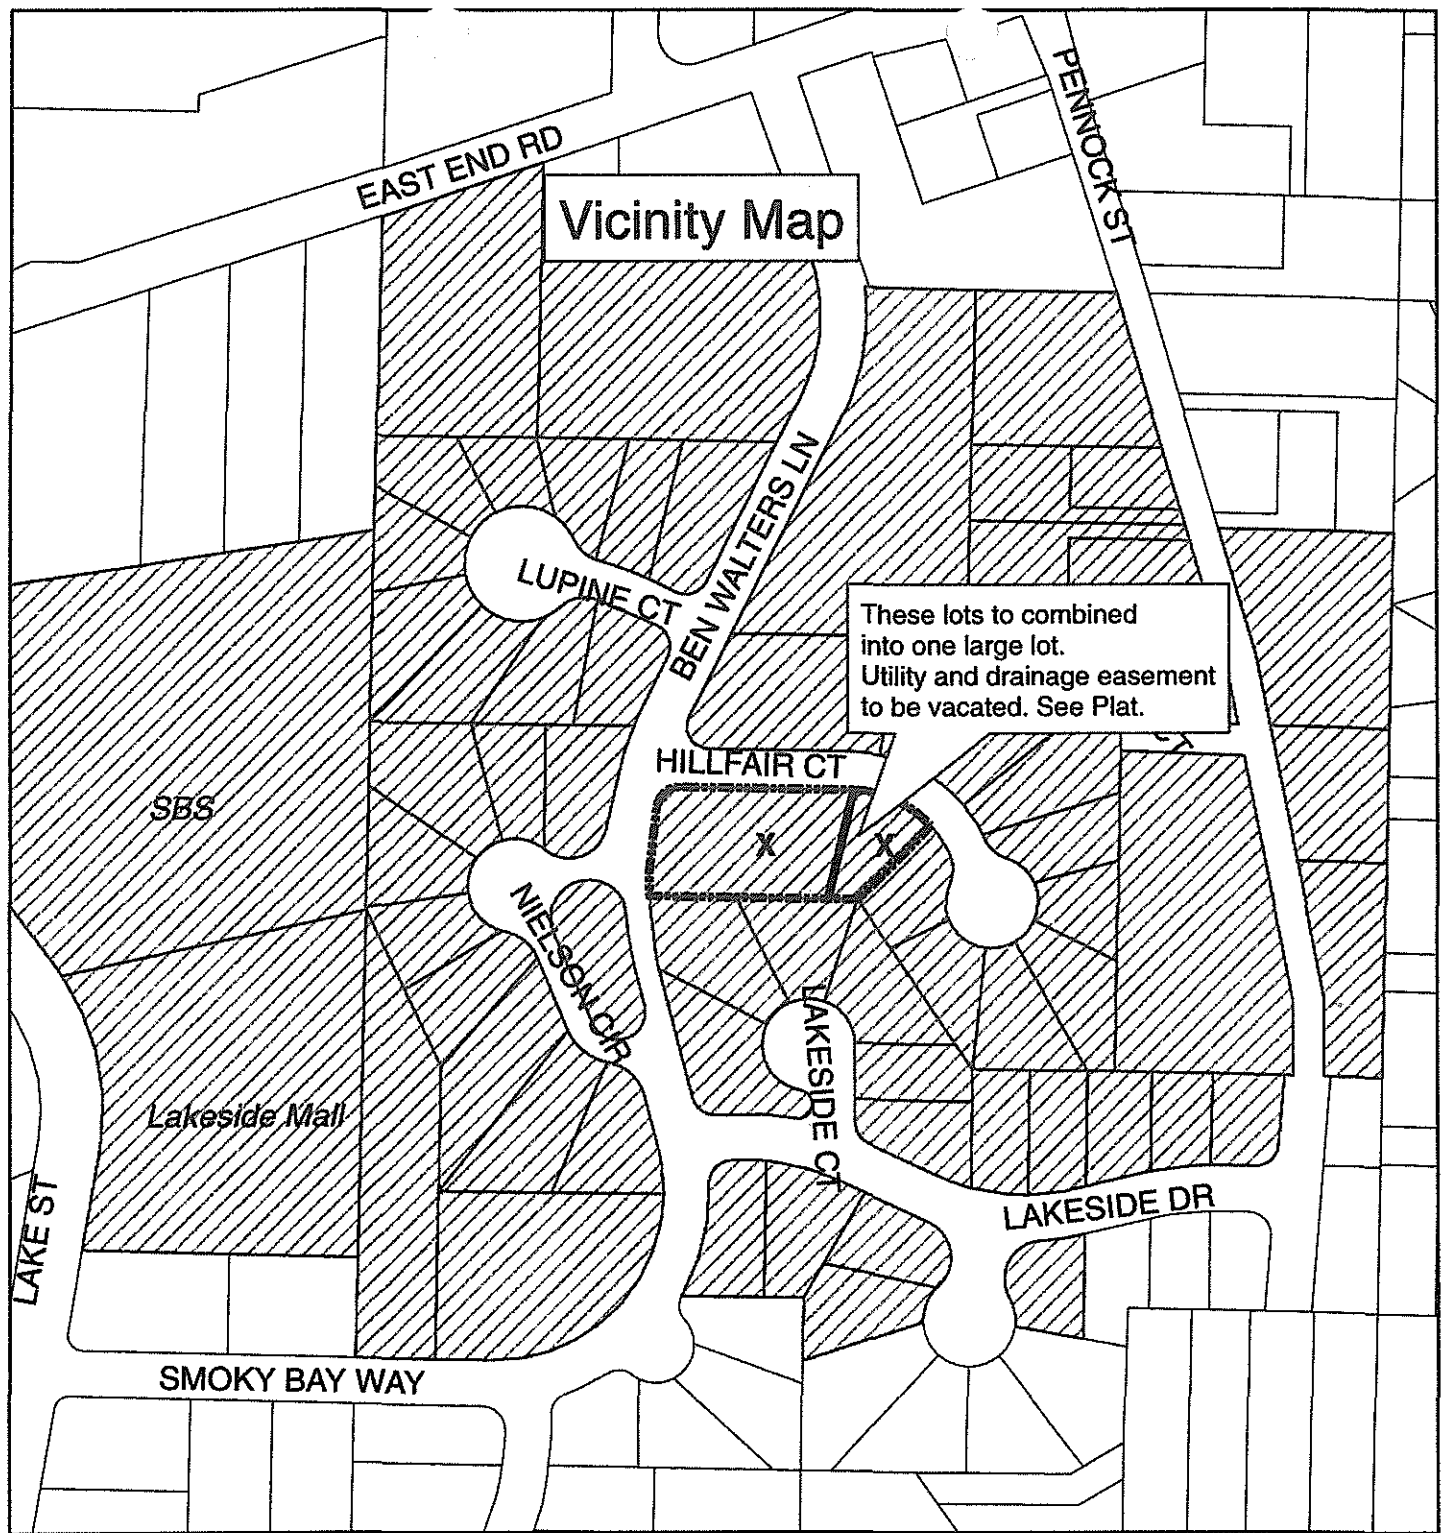 PENNOCK ST
EAST END RD
Vicinity Map
BEN WALTERS LN
LUPINE CT
These lots to combined
into one large lot.
Utility and drainage easement
to be vacated. See Plat.
CT
HILLFAIR CT
SBS
X
X
NIELSON CIR
LAKESIDE CT
Lakeside Mall
LAKE ST
LAKESIDE DR
SMOKY BAY WAY